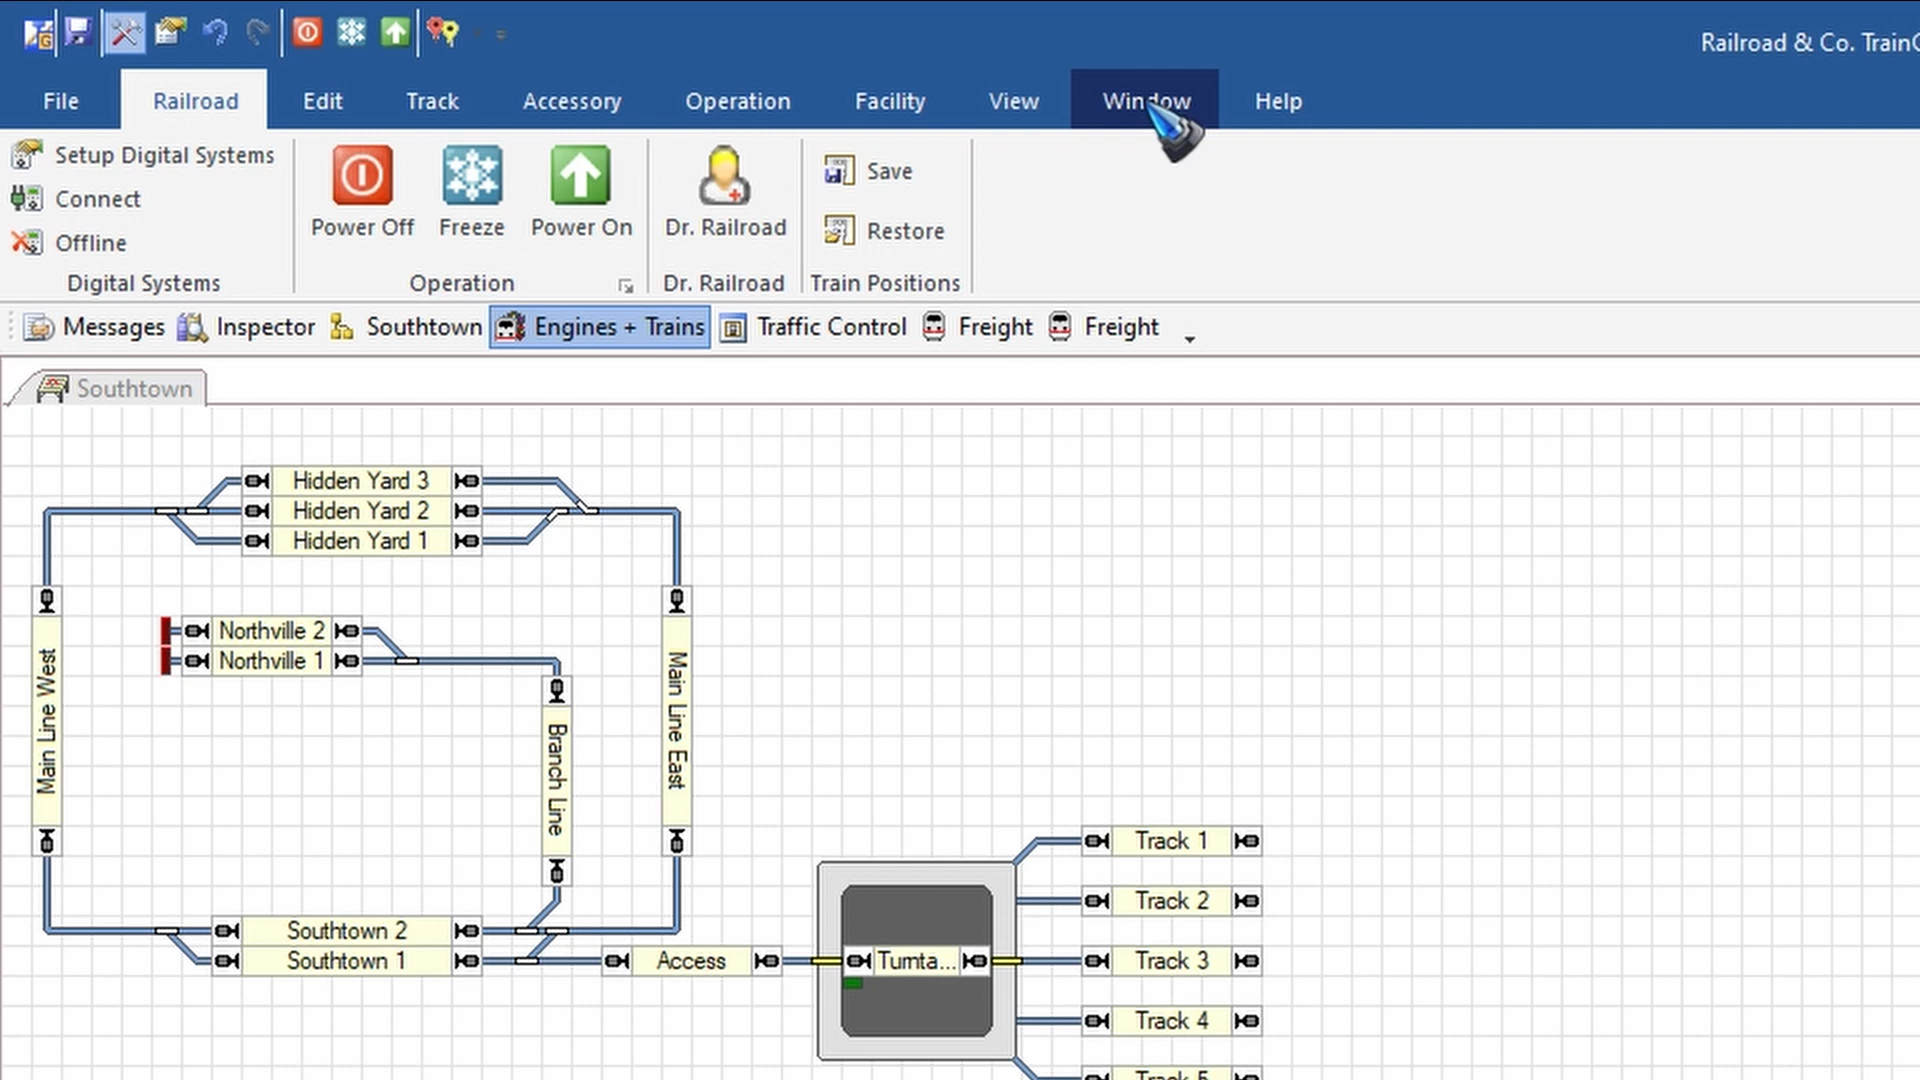 Railroad & Co. Train
File Railroad Edit Track Accessory Operation Facility View Window Help
Setup Digital Systems
Connect
Offline
Digital Systems
Power Off Freeze Power On
Operation
Dr. Railroad
Dr. Railroad
Save
Restore
Train Positions
Messages Inspector Southtown Engines + Trains Traffic Control Freight Freight
Southtown
Hidden Yard 3
Hidden Yard 2
Hidden Yard 1
Northville 2
Northville 1
Main Line West
Branch Line
Main Line East
Southtown 2
Southtown 1
Access
Turnta...
Track 1
Track 2
Track 3
Track 4
Track 5